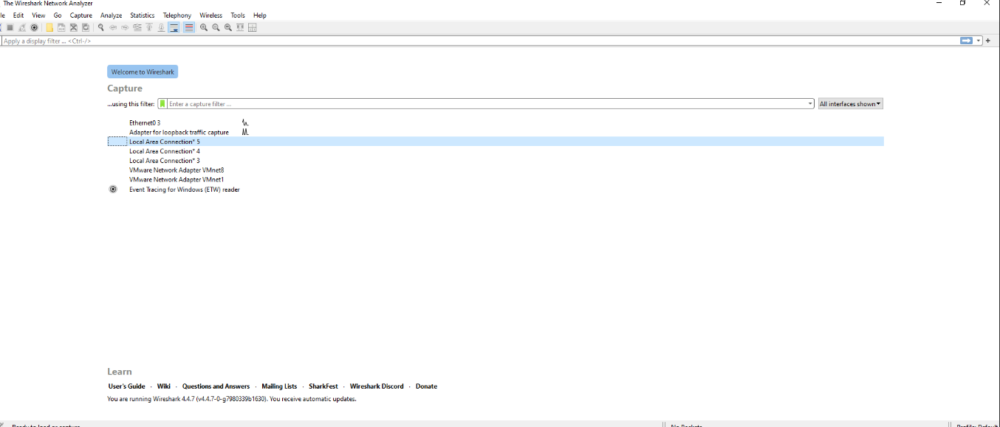 The Wireshark Network Analyzer
le Edit View Go Capture Analyze Statistics Telephony Wireless Tools Help
Apply a display filter ... <Ctrl-/>
Welcome to Wireshark
Capture
...using this filter: Enter a capture filter ... All interfaces shown
Ethernet0 3
Adapter for loopback traffic capture
Local Area Connection* 5
Local Area Connection* 4
Local Area Connection* 3
VMware Network Adapter VMnet8
VMware Network Adapter VMnet1
Event Tracing for Windows (ETW) reader
Learn
User's Guide · Wiki · Questions and Answers · Mailing Lists · SharkFest · Wireshark Discord · Donate
You are running Wireshark 4.4.7 (v4.4.7-0-g7980339b1630). You receive automatic updates.
Ready to load or capture No Packets Profile: Default